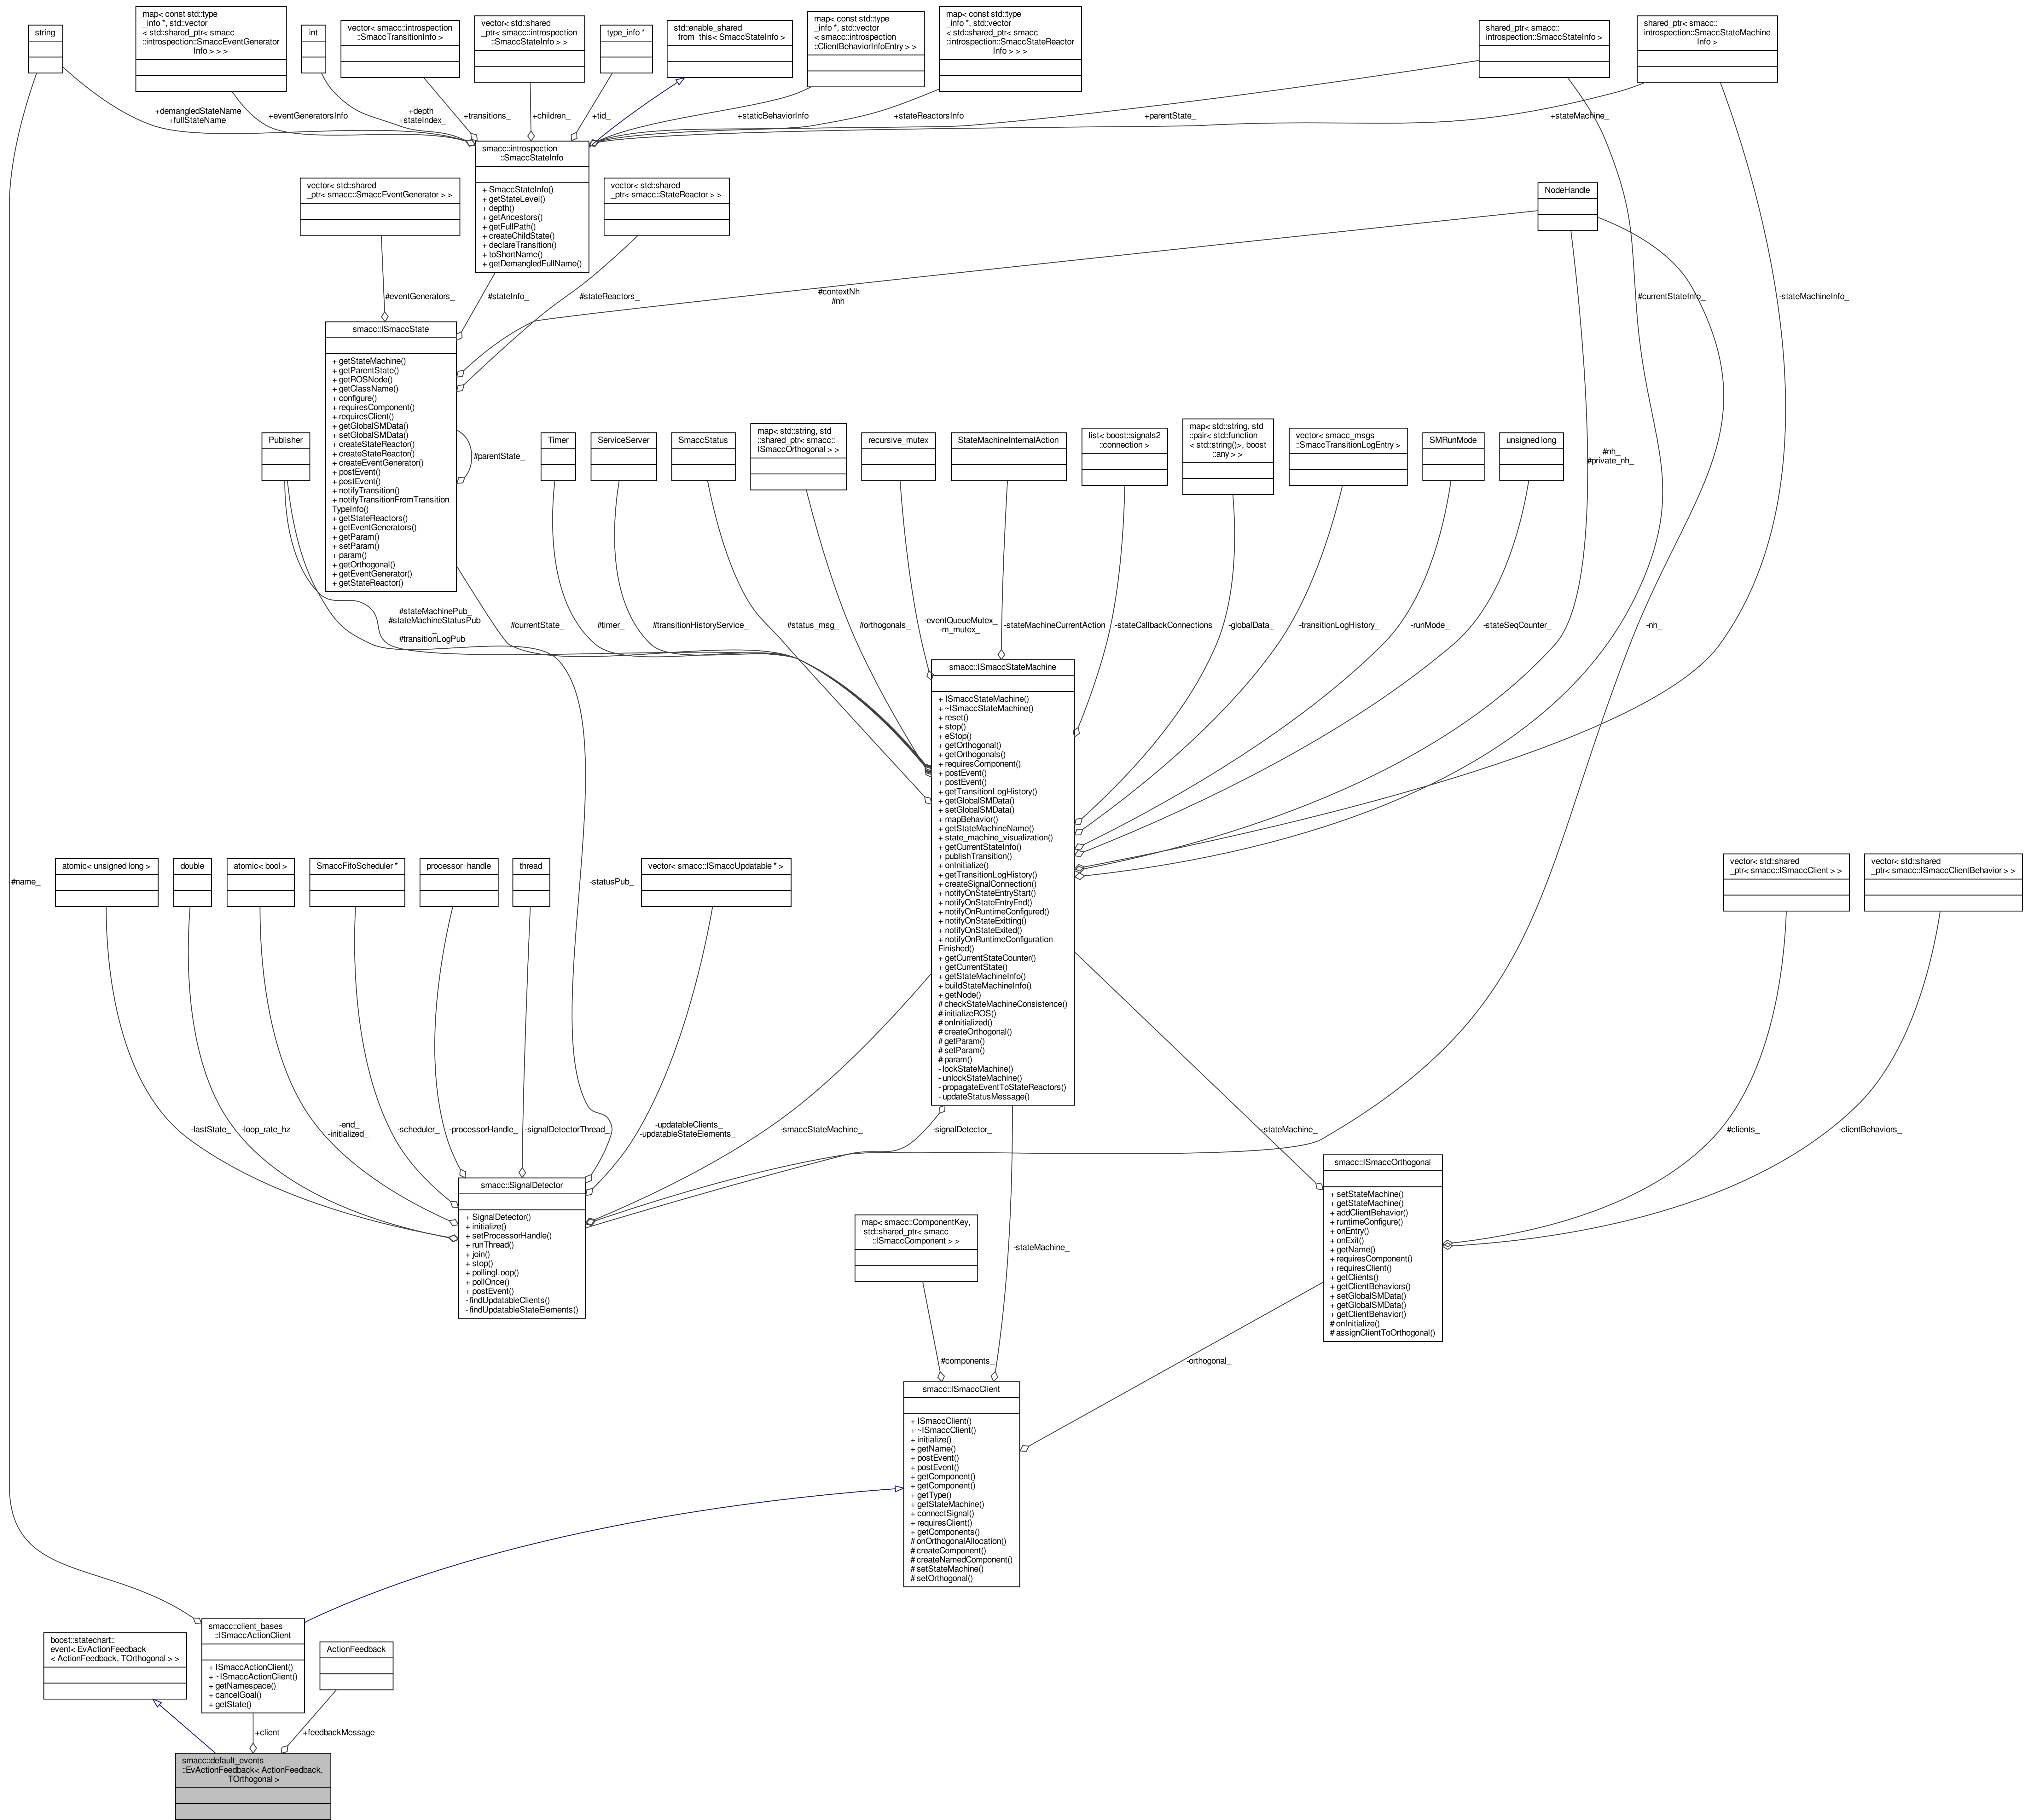 string
map< const std::type
_info *, std::vector
< std::shared_ptr< smacc
::introspection::SmaccEventGenerator
Info > > >
int
vector< smacc::introspection
::SmaccTransitionInfo >
vector< std::shared
_ptr< smacc::introspection
::SmaccStateInfo > >
type_info *
std::enable_shared
_from_this< SmaccStateInfo >
map< const std::type
_info *, std::vector
< smacc::introspection
::ClientBehaviorInfoEntry > >
map< const std::type
_info *, std::vector
< std::shared_ptr< smacc
::introspection::SmaccStateReactor
Info > > >
shared_ptr< smacc::
introspection::SmaccStateInfo >
shared_ptr< smacc::
introspection::SmaccStateMachine
Info >
+demangledStateName
+fullStateName
+eventGeneratorsInfo
+depth_
+stateIndex_
+transitions_
+children_
+tid_
+staticBehaviorInfo
+stateReactorsInfo
+parentState_
+stateMachine_
smacc::introspection
::SmaccStateInfo
+ SmaccStateInfo()
+ getStateLevel()
+ depth()
+ getAncestors()
+ getFullPath()
+ createChildState()
+ declareTransition()
+ toShortName()
+ getDemangledFullName()
vector< std::shared
_ptr< smacc::SmaccEventGenerator > >
vector< std::shared
_ptr< smacc::StateReactor > >
NodeHandle
#eventGenerators_
#stateInfo_
#stateReactors_
#contextNh
#nh
#currentStateInfo_
-stateMachineInfo_
smacc::ISmaccState
+ getStateMachine()
+ getParentState()
+ getROSNode()
+ getClassName()
+ configure()
+ requiresComponent()
+ requiresClient()
+ getGlobalSMData()
+ setGlobalSMData()
+ createStateReactor()
+ createStateReactor()
+ createEventGenerator()
+ postEvent()
+ postEvent()
+ notifyTransition()
+ notifyTransitionFromTransition
TypeInfo()
+ getStateReactors()
+ getEventGenerators()
+ getParam()
+ setParam()
+ param()
+ getOrthogonal()
+ getEventGenerator()
+ getStateReactor()
#parentState_
Publisher
Timer
ServiceServer
SmaccStatus
map< std::string, std
::shared_ptr< smacc::
ISmaccOrthogonal > >
recursive_mutex
StateMachineInternalAction
list< boost::signals2
::connection >
map< std::string, std
::pair< std::function
< std::string()>, boost
::any > >
vector< smacc_msgs
::SmaccTransitionLogEntry >
SMRunMode
unsigned long
#nh_
#private_nh_
#stateMachinePub_
#stateMachineStatusPub
_
#transitionLogPub_
#currentState_
#timer_
#transitionHistoryService_
#status_msg_
#orthogonals_
-eventQueueMutex_
-m_mutex_
-stateMachineCurrentAction
-stateCallbackConnections
-globalData_
-transitionLogHistory_
-runMode_
-stateSeqCounter_
-nh_
smacc::ISmaccStateMachine
+ ISmaccStateMachine()
+ ~ISmaccStateMachine()
+ reset()
+ stop()
+ eStop()
+ getOrthogonal()
+ getOrthogonals()
+ requiresComponent()
+ postEvent()
+ postEvent()
+ getTransitionLogHistory()
+ getGlobalSMData()
+ setGlobalSMData()
+ mapBehavior()
+ getStateMachineName()
+ state_machine_visualization()
+ getCurrentStateInfo()
+ publishTransition()
+ onInitialize()
+ getTransitionLogHistory()
+ createSignalConnection()
+ notifyOnStateEntryStart()
+ notifyOnStateEntryEnd()
+ notifyOnRuntimeConfigured()
+ notifyOnStateExitting()
+ notifyOnStateExited()
+ notifyOnRuntimeConfiguration
Finished()
+ getCurrentStateCounter()
+ getCurrentState()
+ getStateMachineInfo()
+ buildStateMachineInfo()
+ getNode()
# checkStateMachineConsistence()
# initializeROS()
# onInitialized()
# createOrthogonal()
# getParam()
# setParam()
# param()
- lockStateMachine()
- unlockStateMachine()
- propagateEventToStateReactors()
- updateStatusMessage()
#name_
atomic< unsigned long >
double
atomic< bool >
SmaccFifoScheduler *
processor_handle
thread
-statusPub_
vector< smacc::ISmaccUpdatable * >
vector< std::shared
_ptr< smacc::ISmaccClient > >
vector< std::shared
_ptr< smacc::ISmaccClientBehavior > >
-lastState_
-loop_rate_hz
-end_
-initialized_
-scheduler_
-processorHandle_
-signalDetectorThread_
-updatableClients_
-updatableStateElements_
-smaccStateMachine_
-signalDetector_
-stateMachine_
#clients_
-clientBehaviors_
smacc::SignalDetector
+ SignalDetector()
+ initialize()
+ setProcessorHandle()
+ runThread()
+ join()
+ stop()
+ pollingLoop()
+ pollOnce()
+ postEvent()
- findUpdatableClients()
- findUpdatableStateElements()
smacc::ISmaccOrthogonal
+ setStateMachine()
+ getStateMachine()
+ addClientBehavior()
+ runtimeConfigure()
+ onEntry()
+ onExit()
+ getName()
+ requiresComponent()
+ requiresClient()
+ getClients()
+ getClientBehaviors()
+ setGlobalSMData()
+ getGlobalSMData()
+ getClientBehavior()
# onInitialize()
# assignClientToOrthogonal()
map< smacc::ComponentKey,
std::shared_ptr< smacc
::ISmaccComponent > >
-stateMachine_
#components_
-orthogonal_
smacc::ISmaccClient
+ ISmaccClient()
+ ~ISmaccClient()
+ initialize()
+ getName()
+ postEvent()
+ postEvent()
+ getComponent()
+ getComponent()
+ getType()
+ getStateMachine()
+ connectSignal()
+ requiresClient()
+ getComponents()
# onOrthogonalAllocation()
# createComponent()
# createNamedComponent()
# setStateMachine()
# setOrthogonal()
boost::statechart::
event< EvActionFeedback
< ActionFeedback, TOrthogonal > >
smacc::client_bases
::ISmaccActionClient
+ ISmaccActionClient()
+ ~ISmaccActionClient()
+ getNamespace()
+ cancelGoal()
+ getState()
ActionFeedback
+client
+feedbackMessage
smacc::default_events
::EvActionFeedback< ActionFeedback,
TOrthogonal >